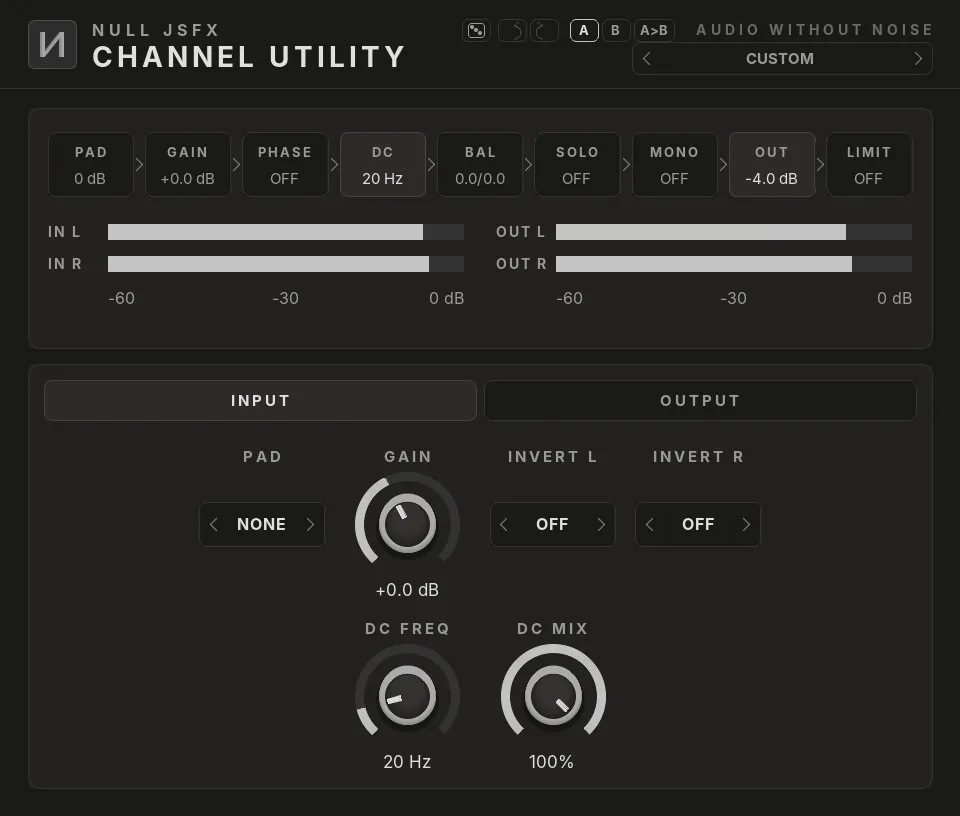 NULL JSFX
CHANNEL UTILITY
A B A>B AUDIO WITHOUT NOISE
CUSTOM
PAD GAIN PHASE DC BAL SOLO MONO OUT LIMIT
0 dB +0.0 dB OFF 20 Hz 0.0/0.0 OFF OFF -4.0 dB OFF
IN L OUT L
IN R OUT R
-60 -30 0 dB -60 -30 0 dB
INPUT OUTPUT
PAD GAIN INVERT L INVERT R
NONE OFF OFF
+0.0 dB
DC FREQ DC MIX
20 Hz 100%